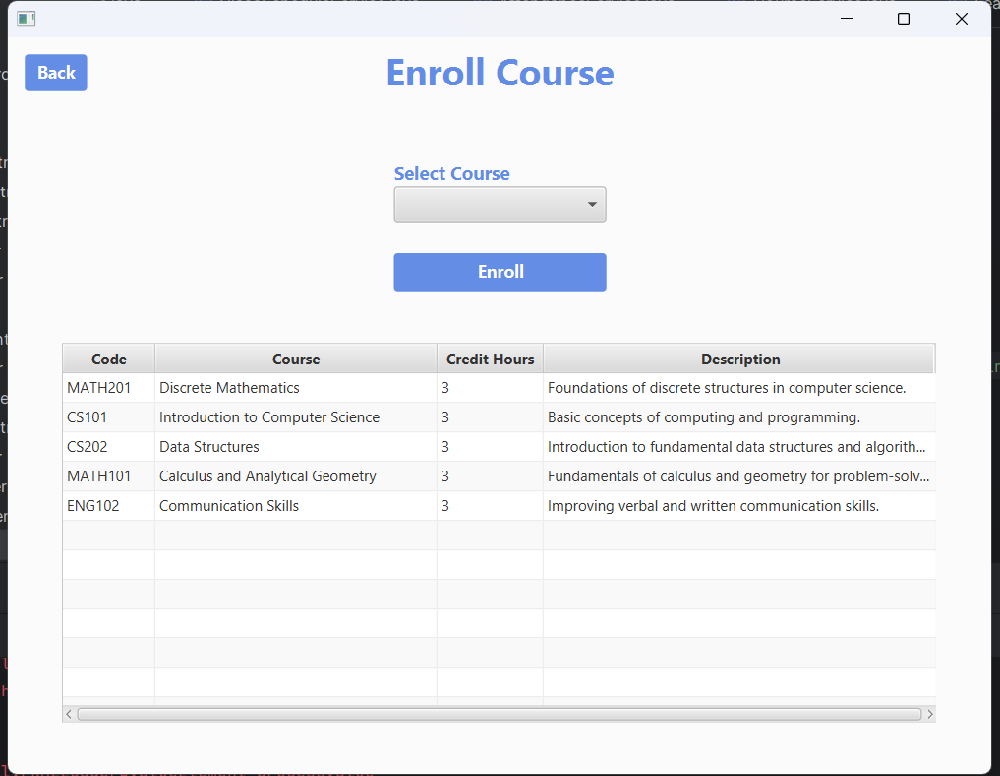 Back
Enroll Course
Select Course
Enroll
Code Course Credit Hours Description
MATH201 Discrete Mathematics 3 Foundations of discrete structures in computer science.
CS101 Introduction to Computer Science 3 Basic concepts of computing and programming.
CS202 Data Structures 3 Introduction to fundamental data structures and algorith...
MATH101 Calculus and Analytical Geometry 3 Fundamentals of calculus and geometry for problem-solv...
ENG102 Communication Skills 3 Improving verbal and written communication skills.